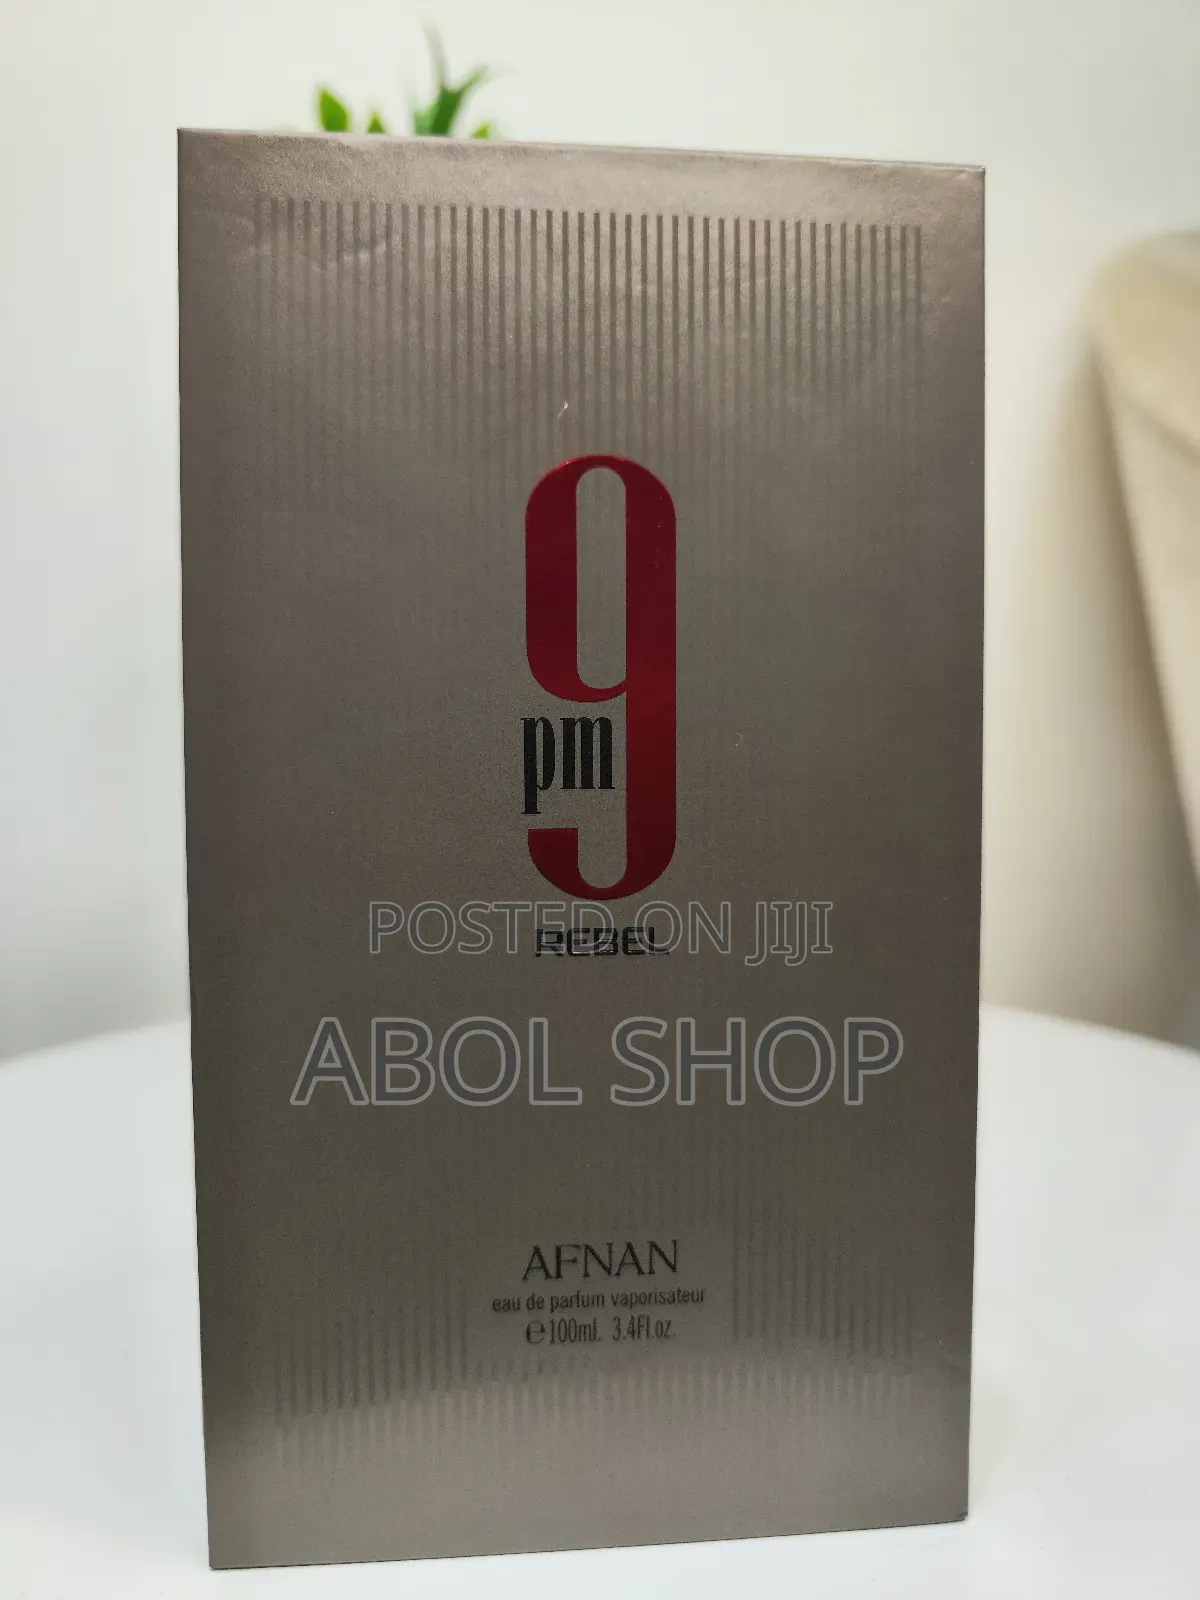 9
pm
REBEL
POSTED ON JIJI
ABOL SHOP
AFNAN
eau de parfum vaporisateur
℮100ml. 3.4Fl.oz.